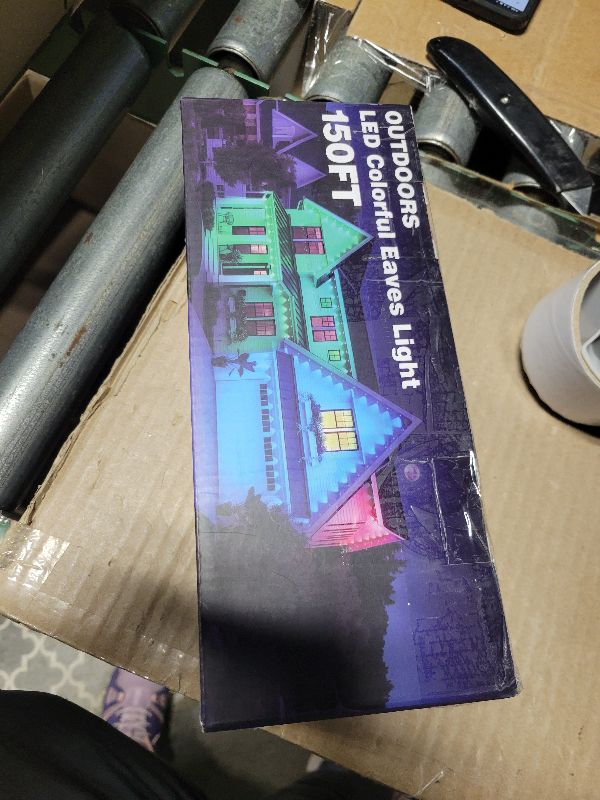 OUTDOORS
LED Colorful Eaves Light
150FT